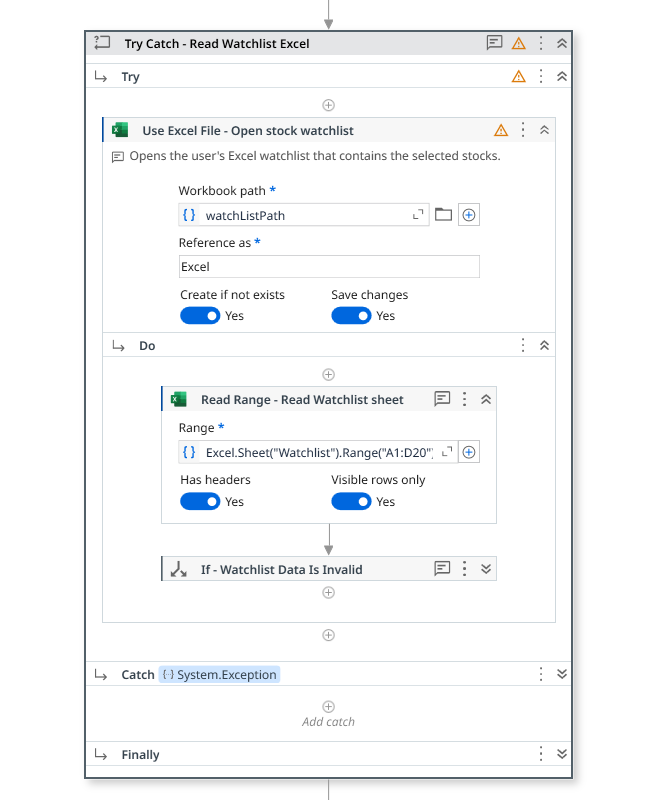 Try Catch - Read Watchlist Excel
Try
Use Excel File - Open stock watchlist
Opens the user's Excel watchlist that contains the selected stocks.
Workbook path *
watchListPath
Reference as *
Excel
Create if not exists Save changes
Yes Yes
Do
Read Range - Read Watchlist sheet
Range *
Excel.Sheet("Watchlist").Range("A1:D20")
Has headers Visible rows only
Yes Yes
If - Watchlist Data Is Invalid
Catch System.Exception
Add catch
Finally